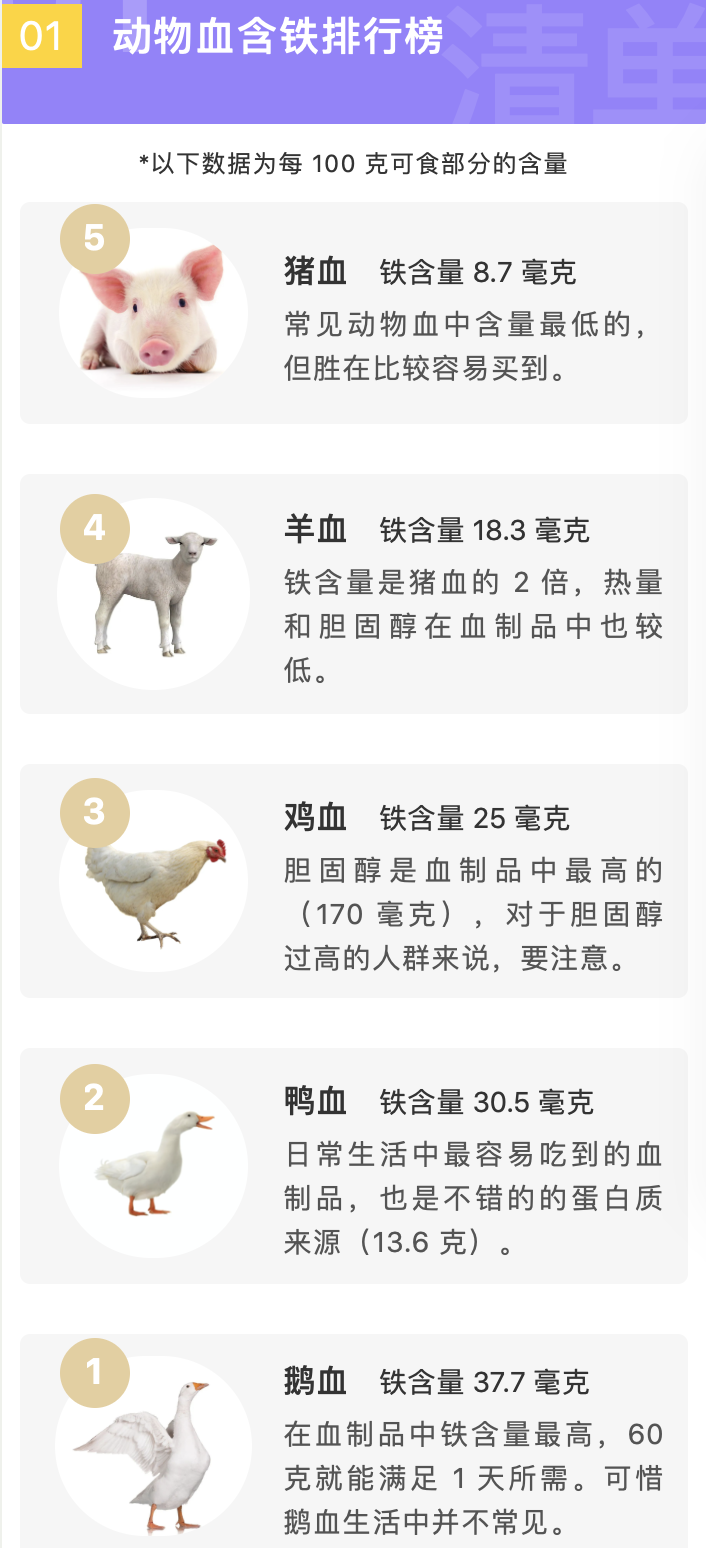 01 动物血含铁排行榜
清单
*以下数据为每 100 克可食部分的含量
5
猪血 铁含量 8.7 毫克
常见动物血中含量最低的，
但胜在比较容易买到。
4
羊血 铁含量 18.3 毫克
铁含量是猪血的 2 倍，热量
和胆固醇在血制品中也较
低。
3
鸡血 铁含量 25 毫克
胆固醇是血制品中最高的
（170 毫克），对于胆固醇
过高的人群来说，要注意。
2
鸭血 铁含量 30.5 毫克
日常生活中最容易吃到的血
制品，也是不错的的蛋白质
来源（13.6 克）。
1
鹅血 铁含量 37.7 毫克
在血制品中铁含量最高，60
克就能满足 1 天所需。可惜
鹅血生活中并不常见。